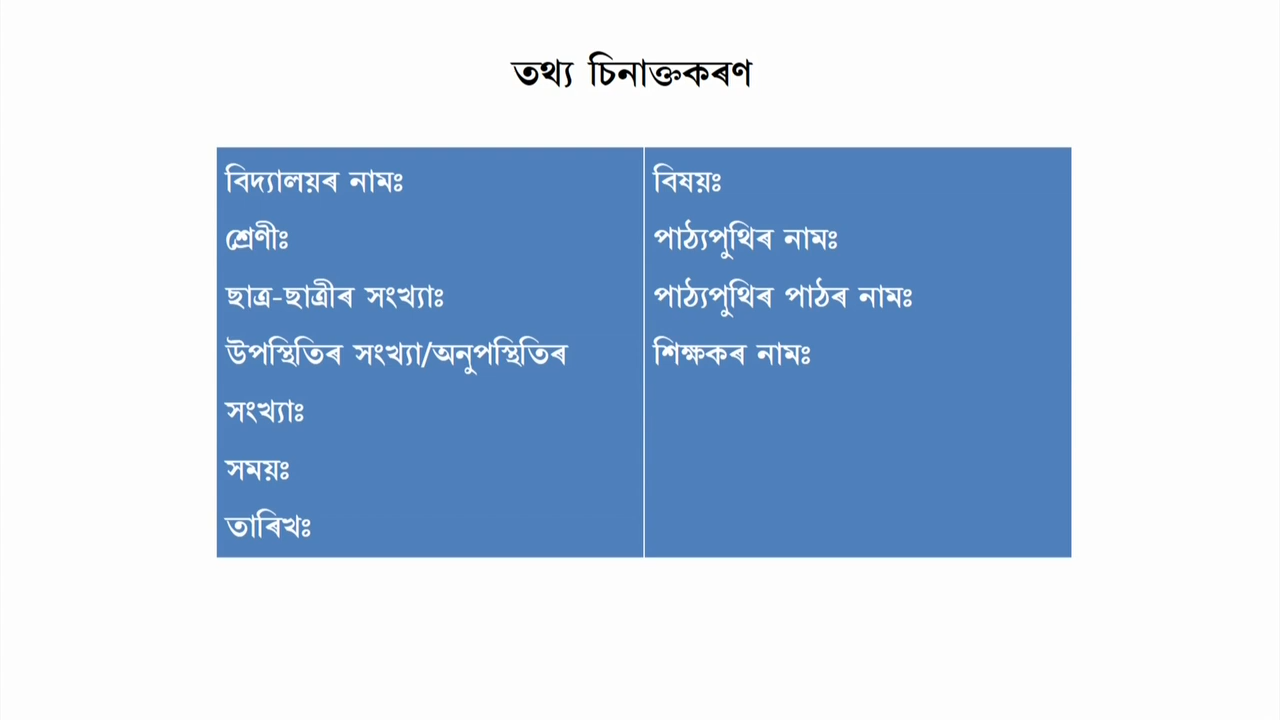 তথ্য চিনাক্তকৰণ
বিদ্যালয়ৰ নামঃ
শ্ৰেণীঃ
ছাত্ৰ-ছাত্ৰীৰ সংখ্যাঃ
উপস্থিতিৰ সংখ্যা/অনুপস্থিতিৰ
সংখ্যাঃ
সময়ঃ
তাৰিখঃ
বিষয়ঃ
পাঠ্যপুথিৰ নামঃ
পাঠ্যপুথিৰ পাঠৰ নামঃ
শিক্ষকৰ নামঃ